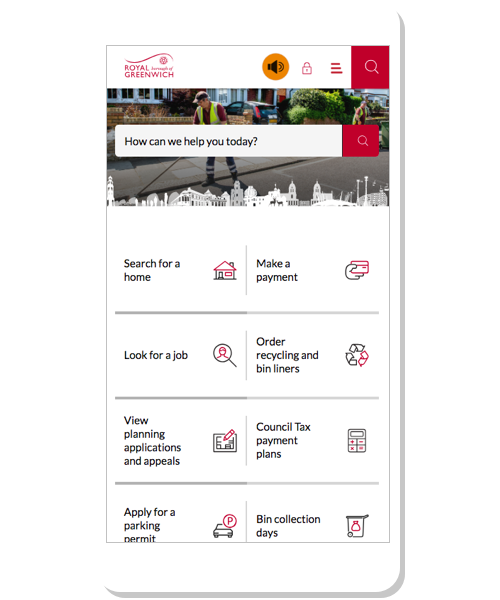 ROYAL borough of
GREENWICH
How can we help you today?
Search for a
home
Make a
payment
Look for a job
Order
recycling and
bin liners
View
planning
applications
and appeals
Council Tax
payment
plans
Apply for a
parking
permit
P
Bin collection
days